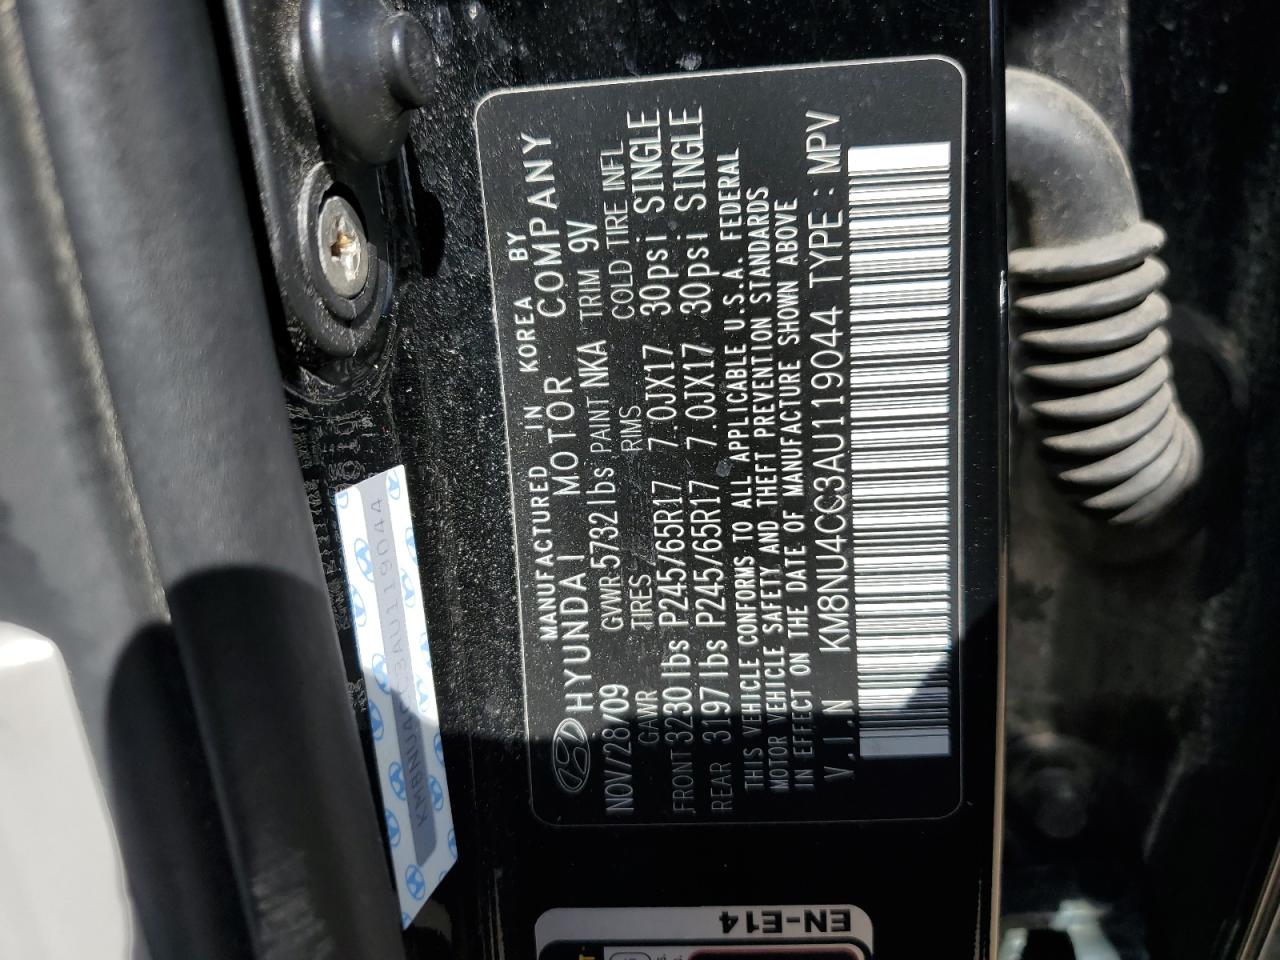 MANUFACTURED IN KOREA BY
HYUNDAI MOTOR COMPANY
NOV/28/09 GVWR 5732 lbs PAINT NKA TRIM 9V
GAWR TIRES RIMS COLD TIRE INFL
FRONT 3230 lbs P245/65R17 7.0JX17 30psi SINGLE
REAR 3197 lbs P245/65R17 7.0JX17 30psi SINGLE
THIS VEHICLE CONFORMS TO ALL APPLICABLE U.S.A. FEDERAL
MOTOR VEHICLE SAFETY AND THEFT PREVENTION STANDARDS
IN EFFECT ON THE DATE OF MANUFACTURE SHOWN ABOVE
V.I.N KM8NU4CC3AU119044 TYPE : MPV
KM8NU4CC3AU119044
EN-E14